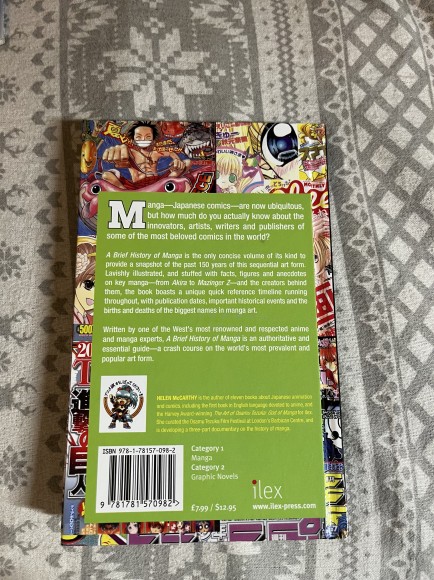 Manga—Japanese comics—are now ubiquitous,
but how much do you actually know about the
innovators, artists, writers and publishers of
some of the most beloved comics in the world?
A Brief History of Manga is the only concise volume of its kind to
provide a snapshot of the past 150 years of this sequential art form.
Lavishly illustrated, and stuffed with facts, figures and anecdotes
on key manga—from Akira to Mazinger Z—and the creators behind
them, the book boasts a unique quick reference timeline running
throughout, with publication dates, important historical events and the
births and deaths of the biggest names in manga art.
Written by one of the West's most renowned and respected anime
and manga experts, A Brief History of Manga is an authoritative and
essential guide—a crash course on the world's most prevalent and
popular art form.
HELEN McCARTHY is the author of eleven books about Japanese animation
and comics, including the first book in English language devoted to anime,
and the Harvey Award-winning The Art of Osamu Tezuka: God of Manga for Ilex.
She curated the Osamu Tezuka Film Festival at London's Barbican Centre, and
is developing a three-part documentary on the history of manga.
ISBN 978-1-78157-098-2
9 781781 570982 >
Category 1
Manga
Category 2
Graphic Novels
£7.99 / $12.95
ilex
www.ilex-press.com
進撃の巨人